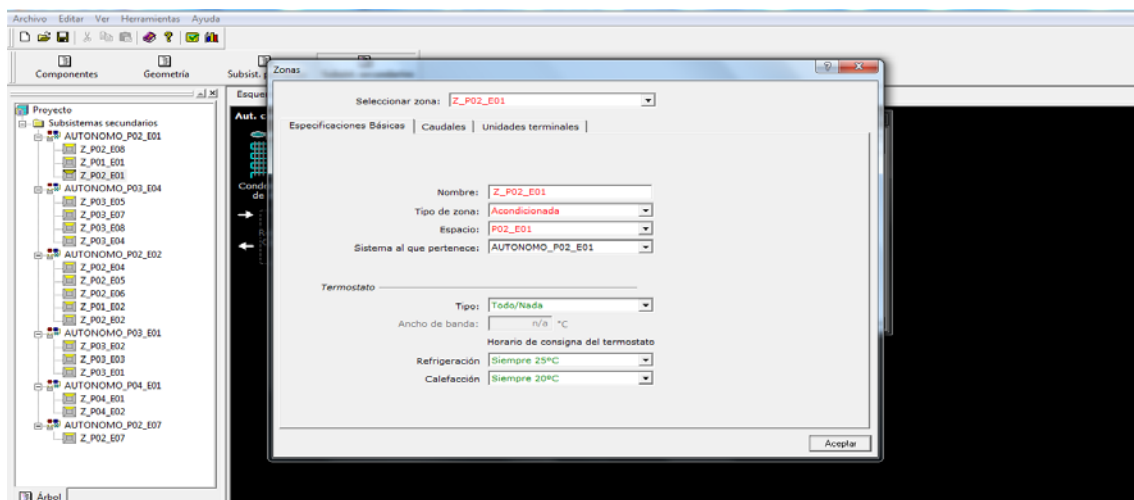 Archivo Editar Ver Herramientas Ayuda
Componentes
Geometría
Subsist.
Proyecto
Subsistemas secundarios
AUTONOMO_P02_E01
Z_P02_E08
Z_P01_E01
Z_P02_E01
AUTONOMO_P03_E04
Z_P03_E05
Z_P03_E07
Z_P03_E08
Z_P03_E04
AUTONOMO_P02_E02
Z_P02_E04
Z_P02_E05
Z_P02_E06
Z_P01_E02
Z_P02_E02
AUTONOMO_P03_E01
Z_P03_E02
Z_P03_E03
Z_P03_E01
AUTONOMO_P04_E01
Z_P04_E01
Z_P04_E02
AUTONOMO_P02_E07
Z_P02_E07
Árbol
Esque
Aut. c
Conde
de
Zonas
Seleccionar zona: Z_P02_E01
Especificaciones Básicas Caudales Unidades terminales
Nombre: Z_P02_E01
Tipo de zona: Acondicionada
Espacio: P02_E01
Sistema al que pertenece: AUTONOMO_P02_E01
Termostato
Tipo: Todo/Nada
Ancho de banda: n/a °C
Horario de consigna del termostato
Refrigeración Siempre 25ºC
Calefacción Siempre 20ºC
Aceptar